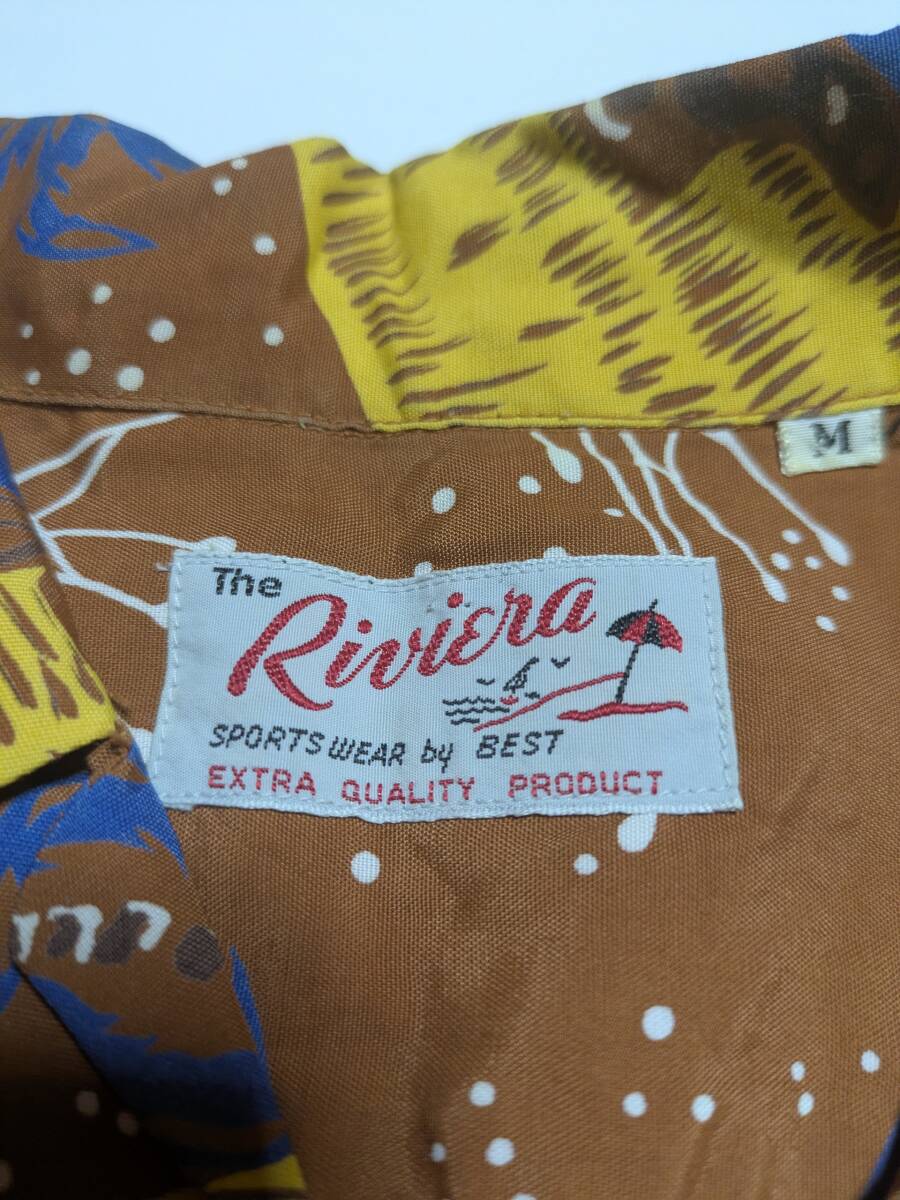 M
The
Riviera
SPORTSWEAR by BEST
EXTRA QUALITY PRODUCT